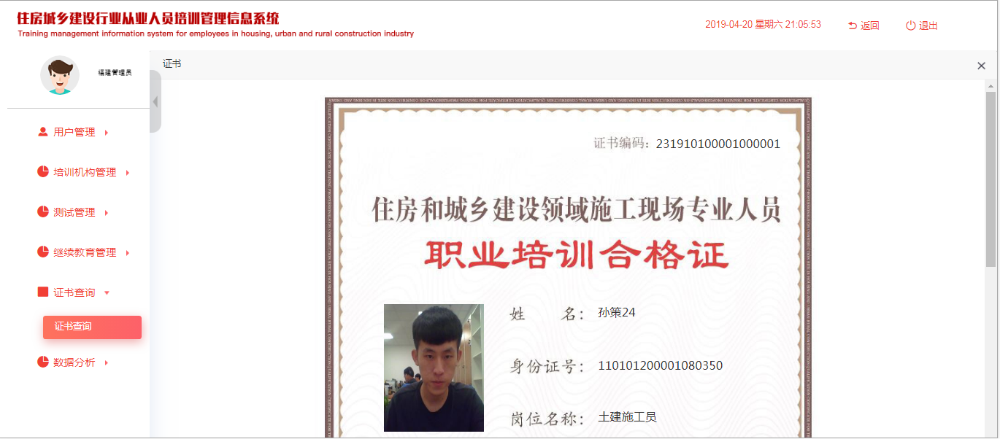 住房城乡建设行业从业人员培训管理信息系统
Training management information system for employees in housing, urban and rural construction industry
2019-04-20 星期六 21:05:53
返回
退出
福建管理员
用户管理
培训机构管理
测试管理
继续教育管理
证书查询
证书查询
数据分析
证书
证书编码：231910100001000001
住房和城乡建设领域施工现场专业人员
职业培训合格证
姓 名：孙策24
身份证号：110101200001080350
岗位名称：土建施工员